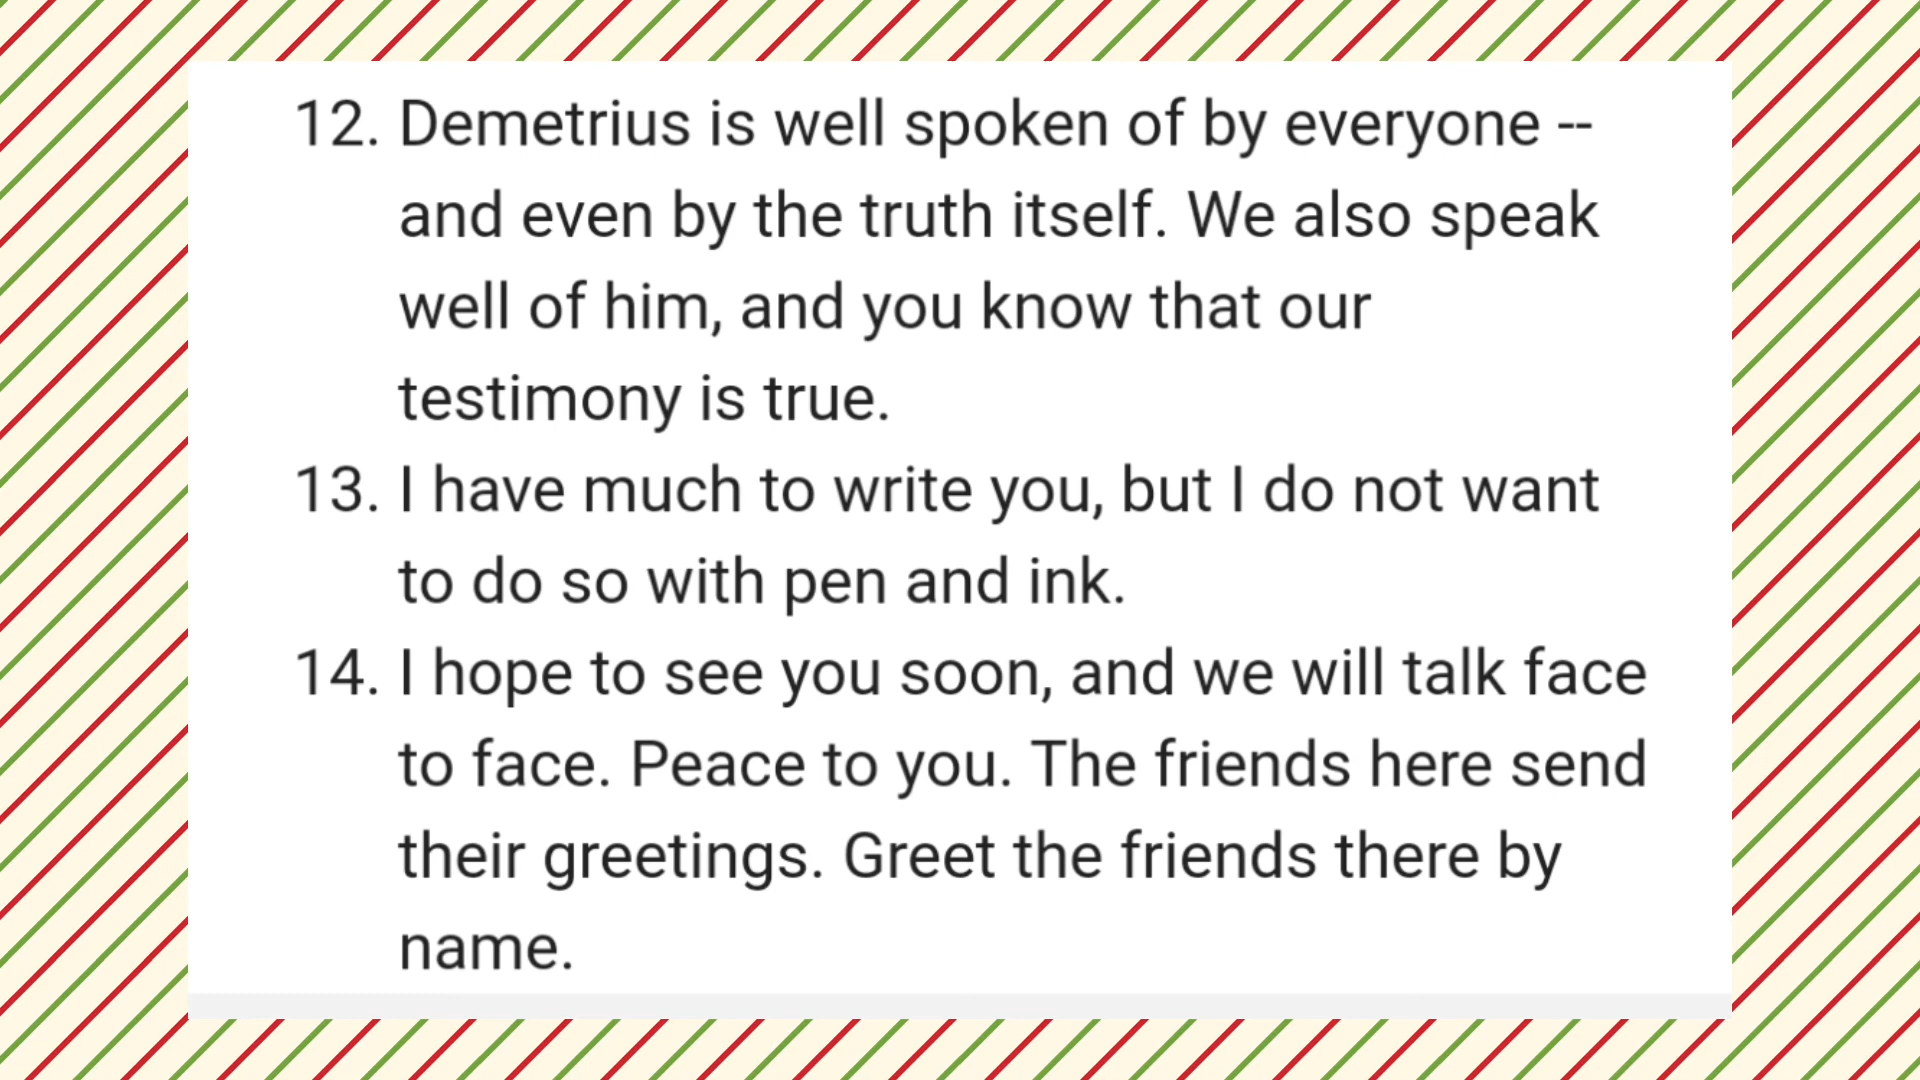 12. Demetrius is well spoken of by everyone --
and even by the truth itself. We also speak
well of him, and you know that our
testimony is true.
13. I have much to write you, but I do not want
to do so with pen and ink.
14. I hope to see you soon, and we will talk face
to face. Peace to you. The friends here send
their greetings. Greet the friends there by
name.